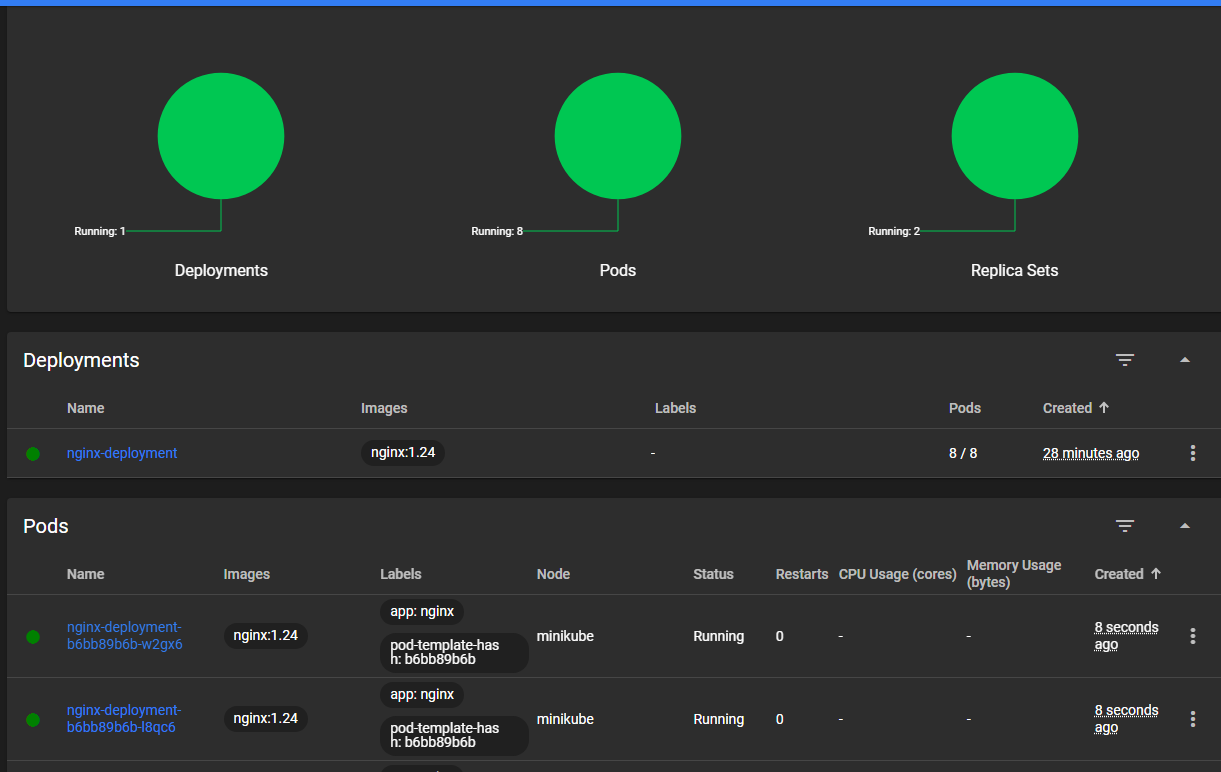 Running: 1
Running: 8
Running: 2
Deployments
Pods
Replica Sets
Deployments
Name Images Labels Pods Created
nginx-deployment nginx:1.24 - 8 / 8 28 minutes ago
Pods
Name Images Labels Node Status Restarts CPU Usage (cores) Memory Usage (bytes) Created
nginx-deployment-
b6bb89b6b-w2gx6
nginx:1.24
app: nginx
pod-template-has
h: b6bb89b6b
minikube
Running
0
-
-
8 seconds
ago
nginx-deployment-
b6bb89b6b-l8qc6
nginx:1.24
app: nginx
pod-template-has
h: b6bb89b6b
minikube
Running
0
-
-
8 seconds
ago